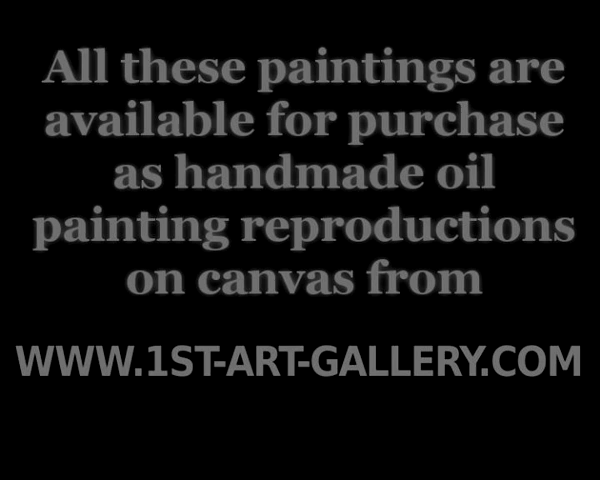 All these paintings are
available for purchase
as handmade oil
painting reproductions
on canvas from
WWW.1ST-ART-GALLERY.COM